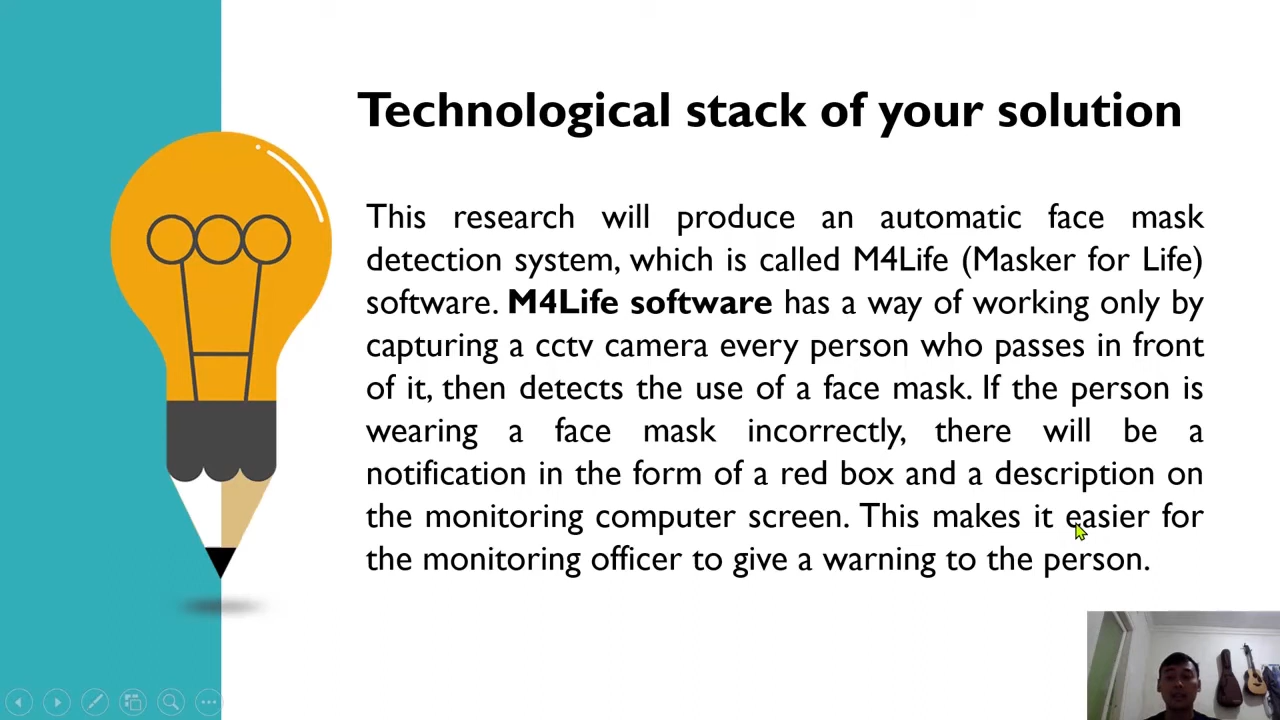 Technological stack of your solution
This research will produce an automatic face mask
detection system, which is called M4Life (Masker for Life)
software. M4Life software has a way of working only by
capturing a cctv camera every person who passes in front
of it, then detects the use of a face mask. If the person is
wearing a face mask incorrectly, there will be a
notification in the form of a red box and a description on
the monitoring computer screen. This makes it easier for
the monitoring officer to give a warning to the person.